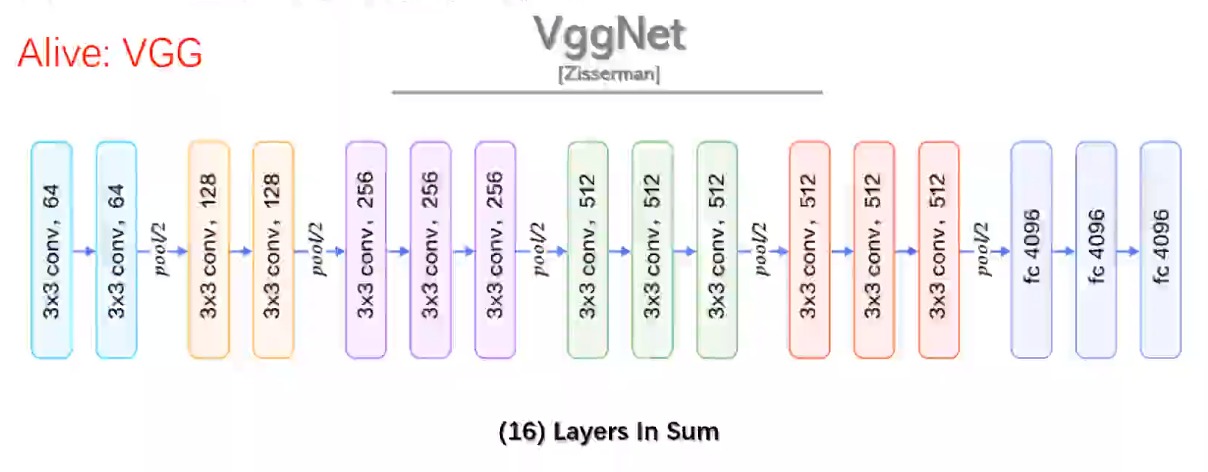 Alive: VGG
VggNet
[Zisserman]
3x3 conv, 64
3x3 conv, 64
pool/2
3x3 conv, 128
3x3 conv, 128
pool/2
3x3 conv, 256
3x3 conv, 256
3x3 conv, 256
pool/2
3x3 conv, 512
3x3 conv, 512
3x3 conv, 512
pool/2
3x3 conv, 512
3x3 conv, 512
3x3 conv, 512
pool/2
fc 4096
fc 4096
fc 4096
(16) Layers In Sum